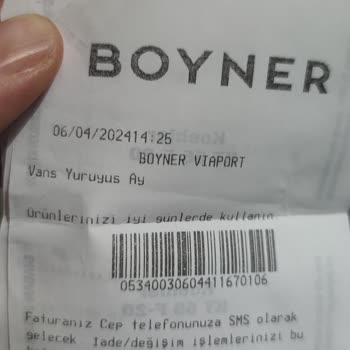 BOYNER
06/04/202414:25
BOYNER VIAPORT
Vans Yuruyus Ay
Ürünlerinizi iyi günlerde kullanın
05340030604411670106
Faturanız Cep telefonunuza SMS olarak
gelecek İade/değişim işlemlerinizi bu